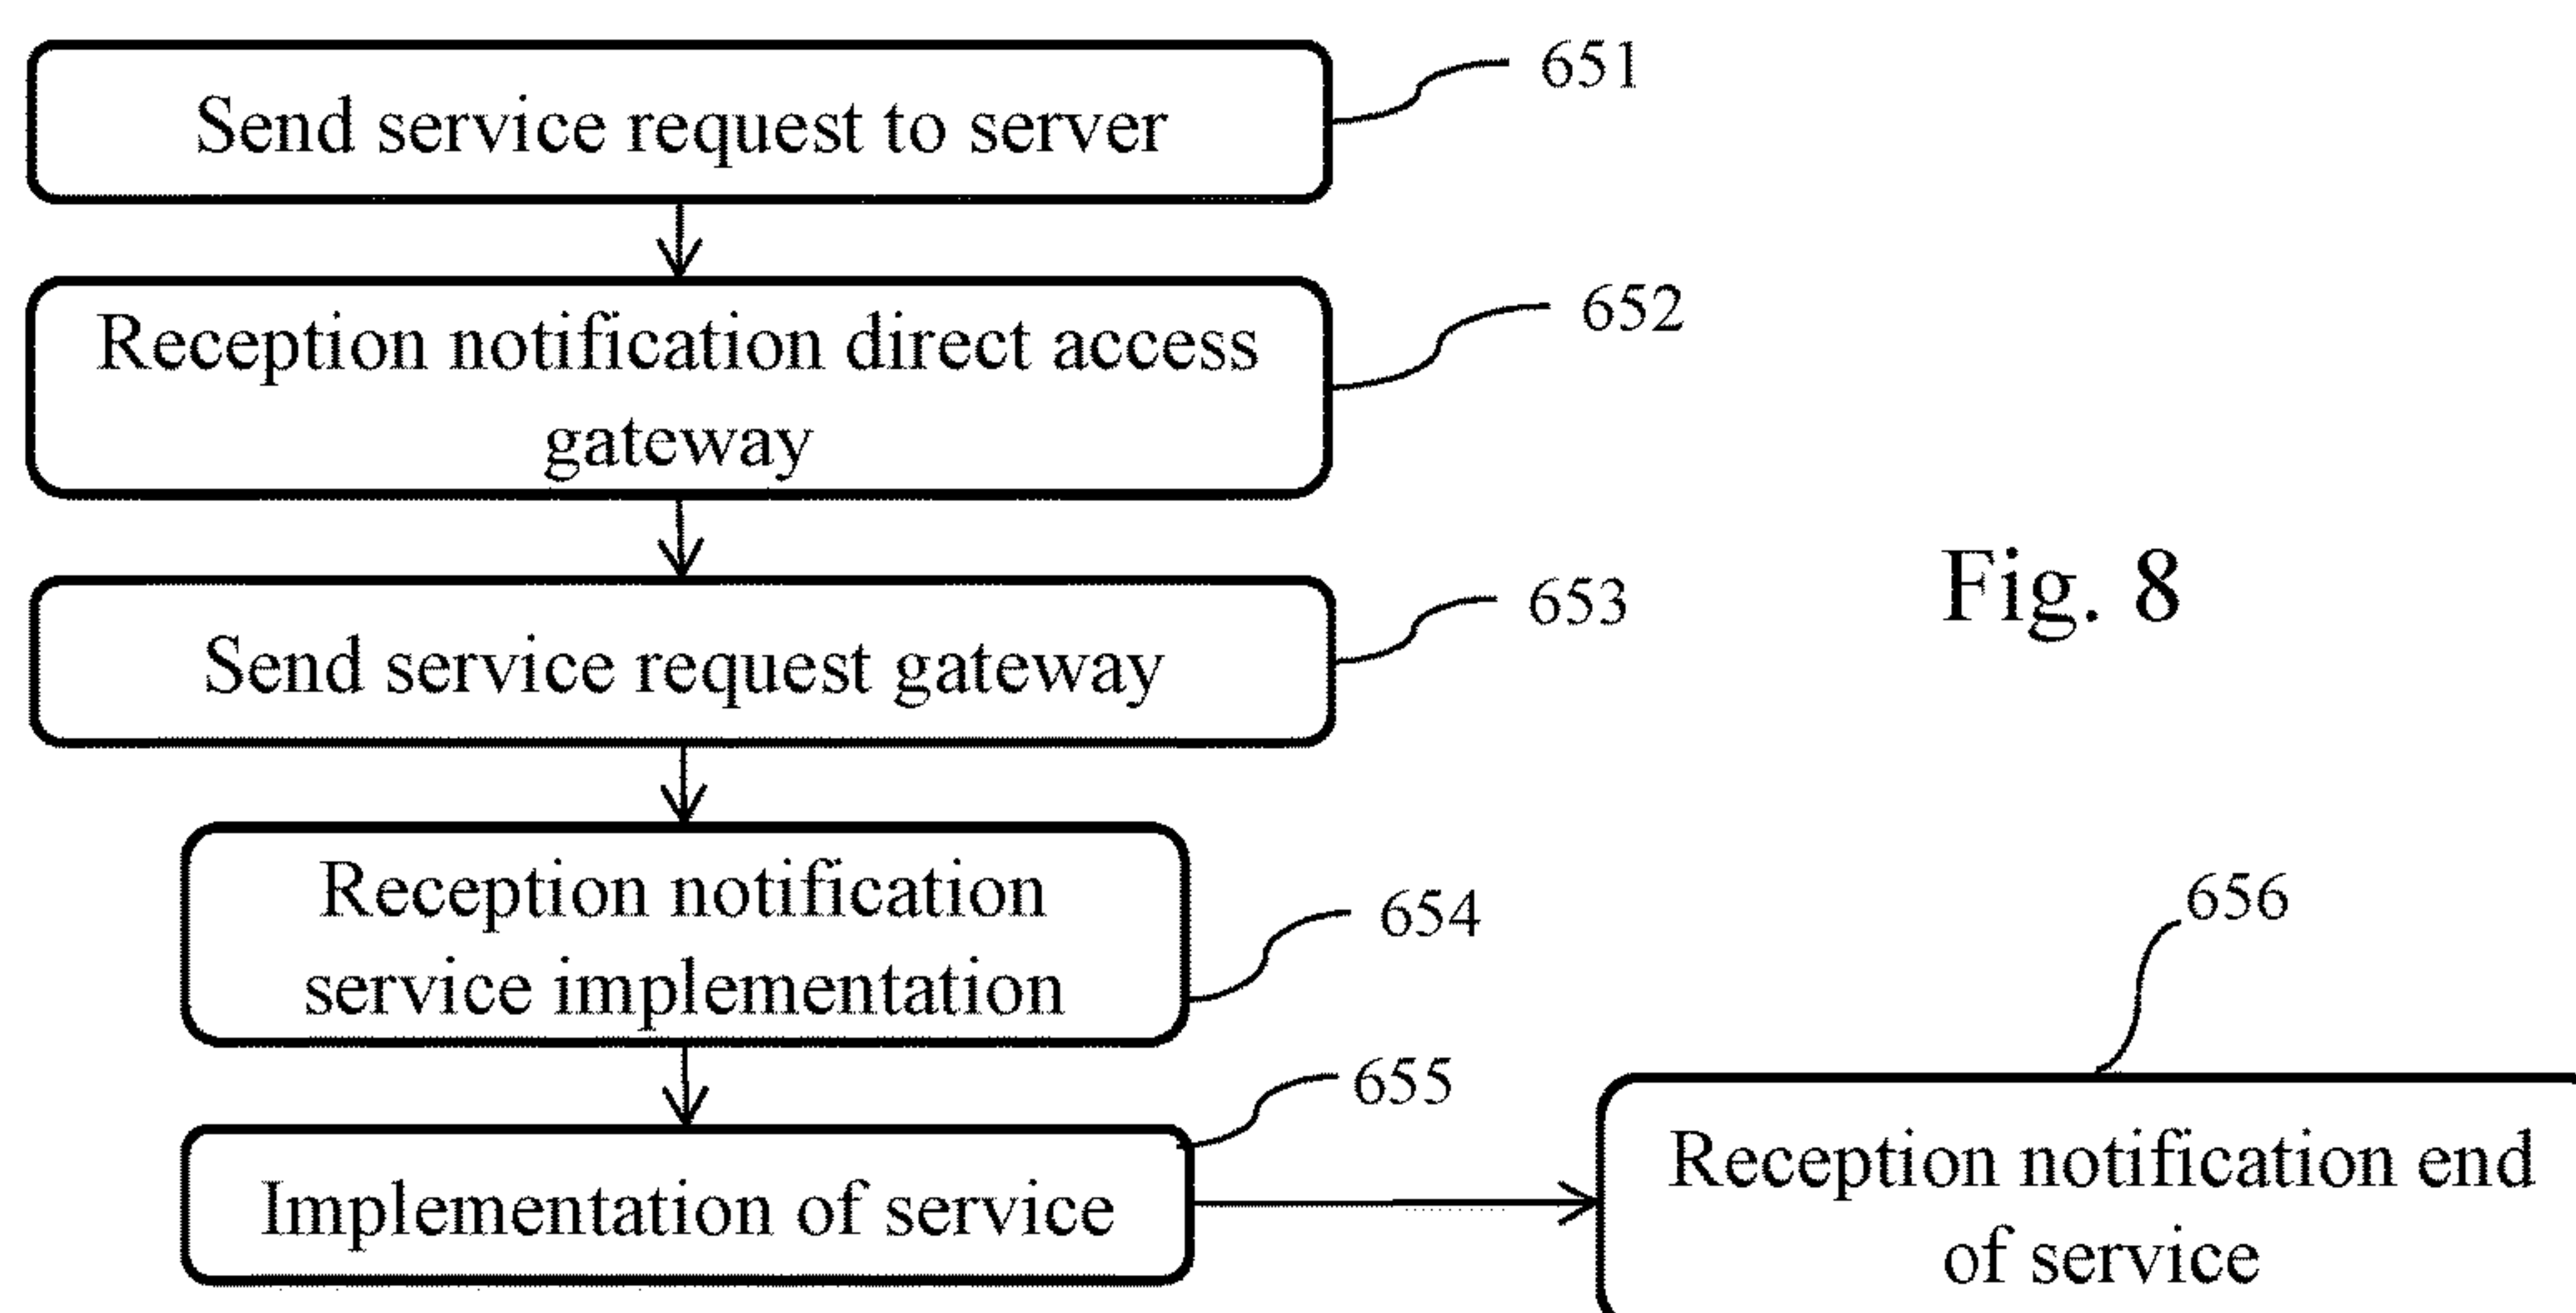 Send service request to server
651
Reception notification direct access
gateway
652
Send service request gateway
653
Fig. 8
Reception notification
service implementation
654
Implementation of service
655
656
Reception notification end
of service